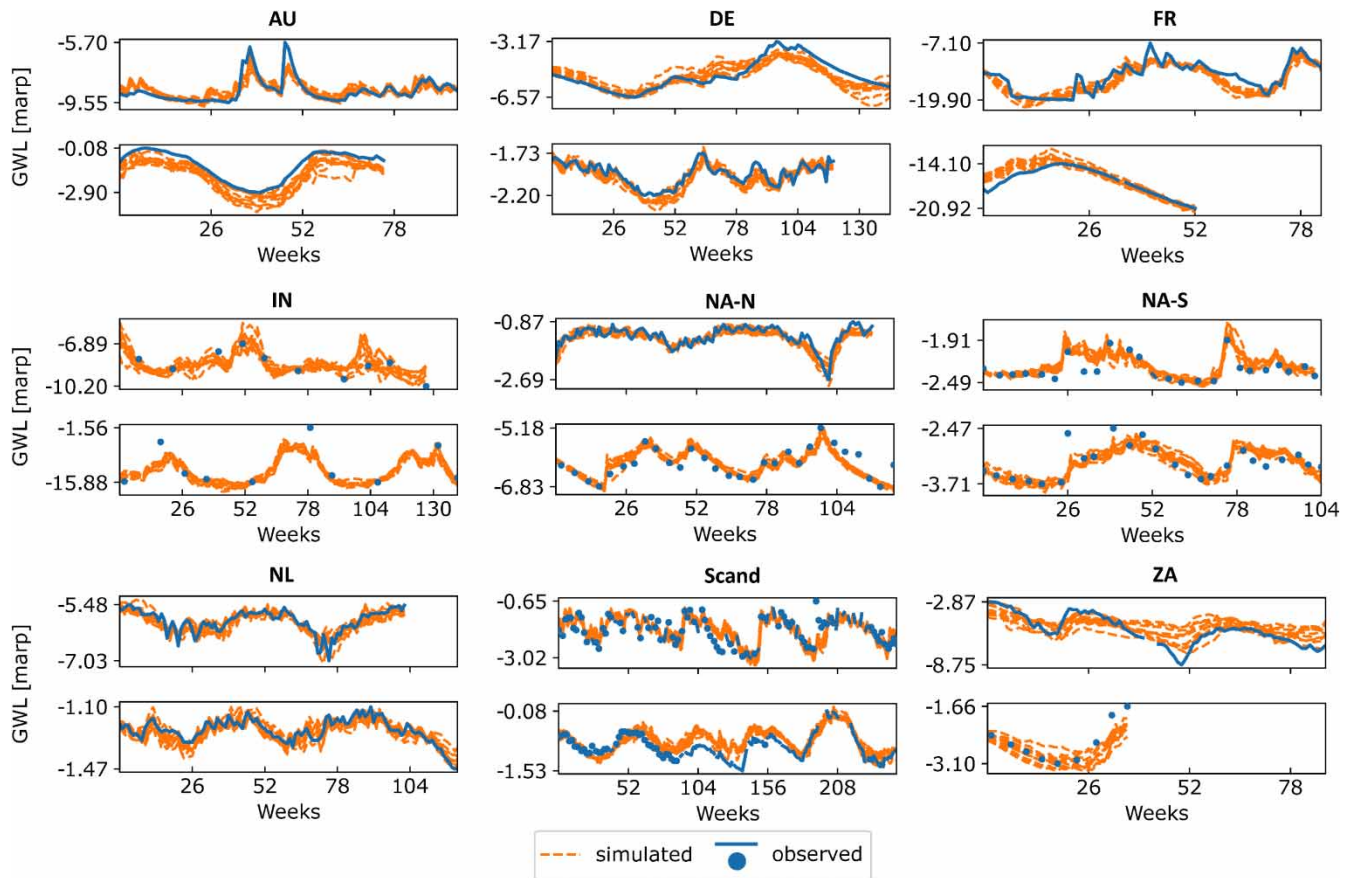 AU DE FR
-5.70 -3.17 -7.10
-9.55 -6.57 -19.90
-0.08 -1.73 -14.10
-2.90 -2.20 -20.92
GWL [marp]
26 52 78 26 52 78 104 130 26 52 78
Weeks Weeks Weeks
IN NA-N NA-S
-6.89 -0.87 -1.91
-10.20 -2.69 -2.49
-1.56 -5.18 -2.47
-15.88 -6.83 -3.71
GWL [marp]
26 52 78 104 130 26 52 78 104 26 52 78 104
Weeks Weeks Weeks
NL Scand ZA
-5.48 -0.65 -2.87
-7.03 -3.02 -8.75
-1.10 -0.08 -1.66
-1.47 -1.53 -3.10
GWL [marp]
26 52 78 104 52 104 156 208 26 52 78
Weeks Weeks Weeks
simulated observed